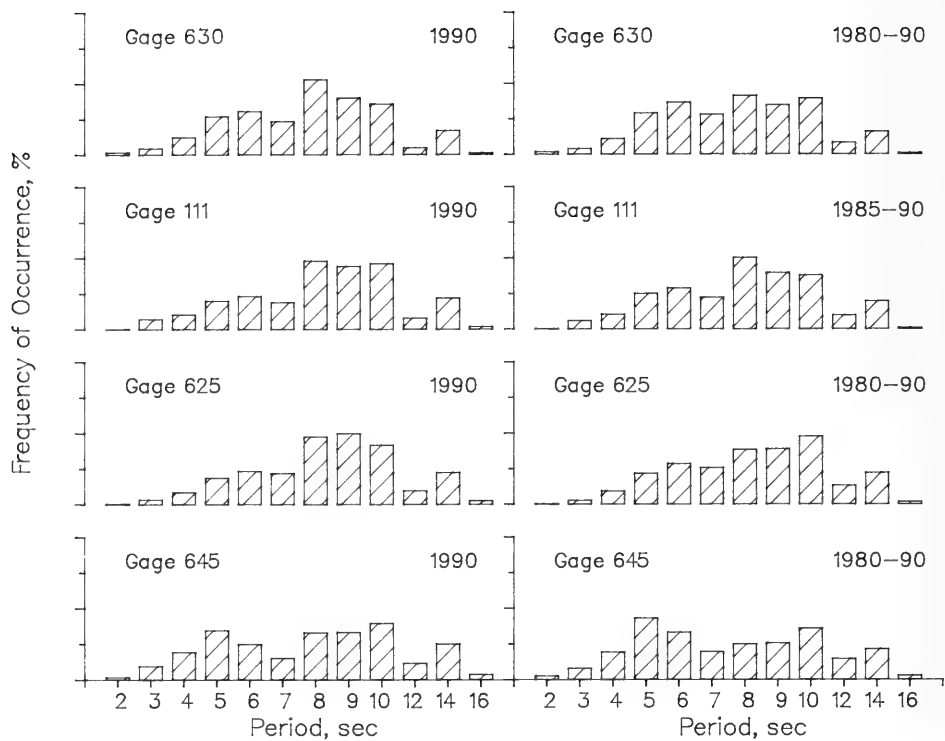 Gage 630 1990
Gage 630 1980-90
Gage 111 1990
Gage 111 1985-90
Gage 625 1990
Gage 625 1980-90
Gage 645 1990
Gage 645 1980-90
Frequency of Occurrence, %
2 3 4 5 6 7 8 9 10 12 14 16
2 3 4 5 6 7 8 9 10 12 14 16
Period, sec
Period, sec